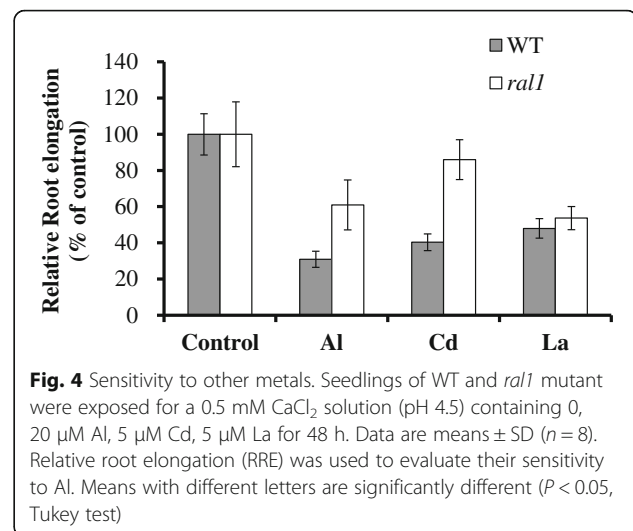 WT
ral1
Relative Root elongation
(% of control)
140
120
100
80
60
40
20
0
Control Al Cd La
Fig. 4 Sensitivity to other metals. Seedlings of WT and ral1 mutant
were exposed for a 0.5 mM CaCl₂ solution (pH 4.5) containing 0,
20 μM Al, 5 μM Cd, 5 μM La for 48 h. Data are means ± SD (n = 8).
Relative root elongation (RRE) was used to evaluate their sensitivity
to Al. Means with different letters are significantly different (P < 0.05,
Tukey test)